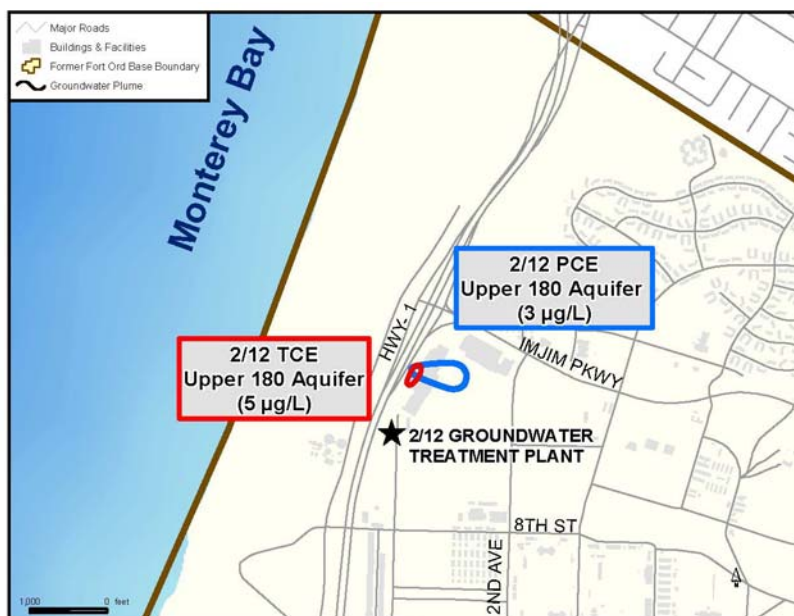 Major Roads
Buildings & Facilities
Former Fort Ord Base Boundary
Groundwater Plume
Monterey Bay
2/12 PCE
Upper 180 Aquifer
(3 µg/L)
HWY-1
IMJIM PKWY
2/12 TCE
Upper 180 Aquifer
(5 µg/L)
2/12 GROUNDWATER
TREATMENT PLANT
8TH ST
2ND AVE
1,000 0 feet
N